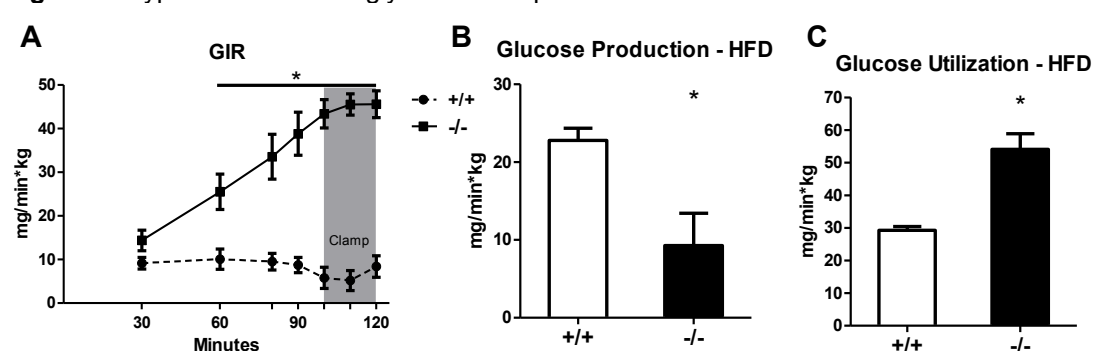 A
GIR
*
50
40
30
20
10
0
mg/min*kg
Clamp
30
60
90
120
Minutes
+/+
-/-
B
Glucose Production - HFD
*
30
20
10
0
mg/min*kg
+/+
-/-
C
Glucose Utilization - HFD
*
70
60
50
40
30
20
10
0
mg/min*kg
+/+
-/-